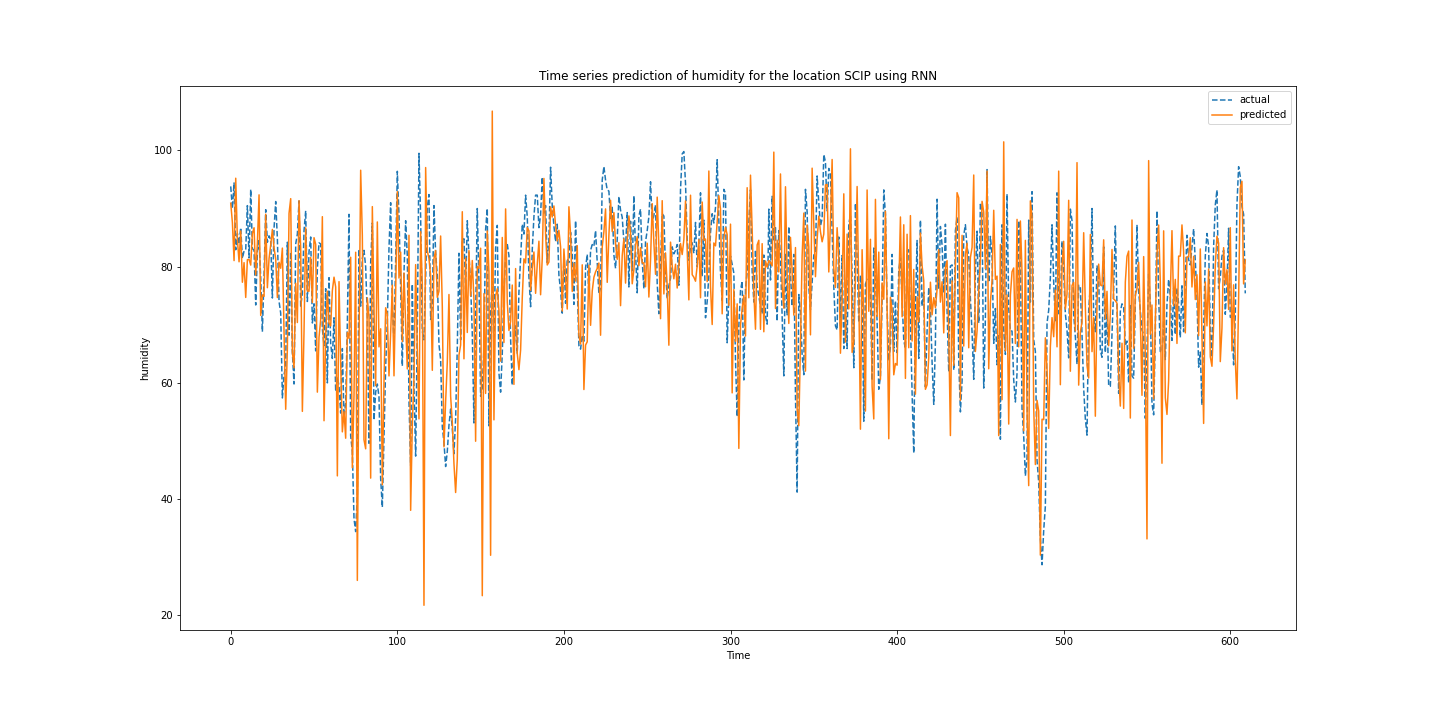 Time series prediction of humidity for the location SCIP using RNN
actual
predicted
100
80
60
40
20
humidity
0 100 200 300 400 500 600
Time